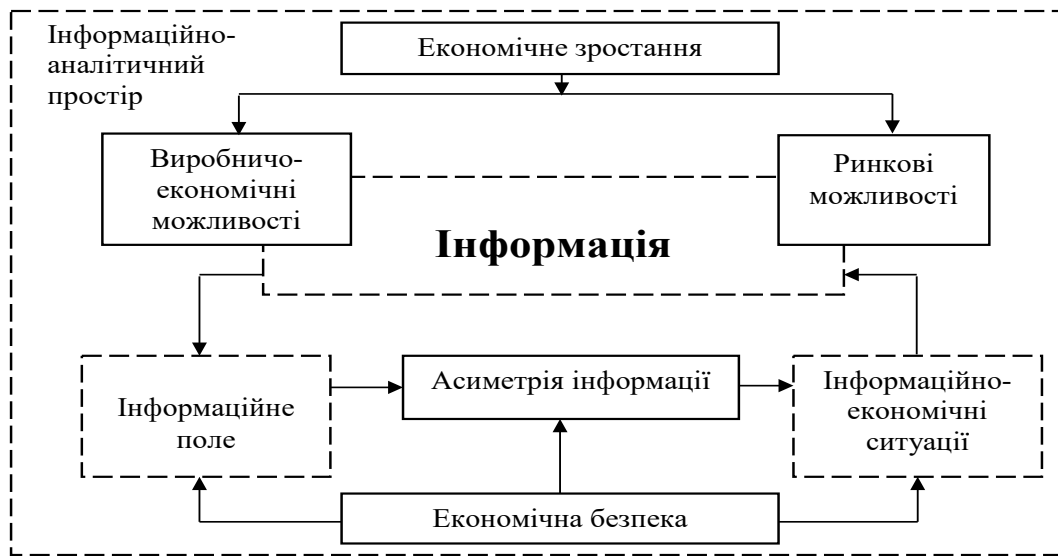 Інформаційно-
аналітичний
простір
Економічне зростання
Виробничо-
економічні
можливості
Ринкові
можливості
Інформація
Інформаційне
поле
Асиметрія інформації
Інформаційно-
економічні
ситуації
Економічна безпека